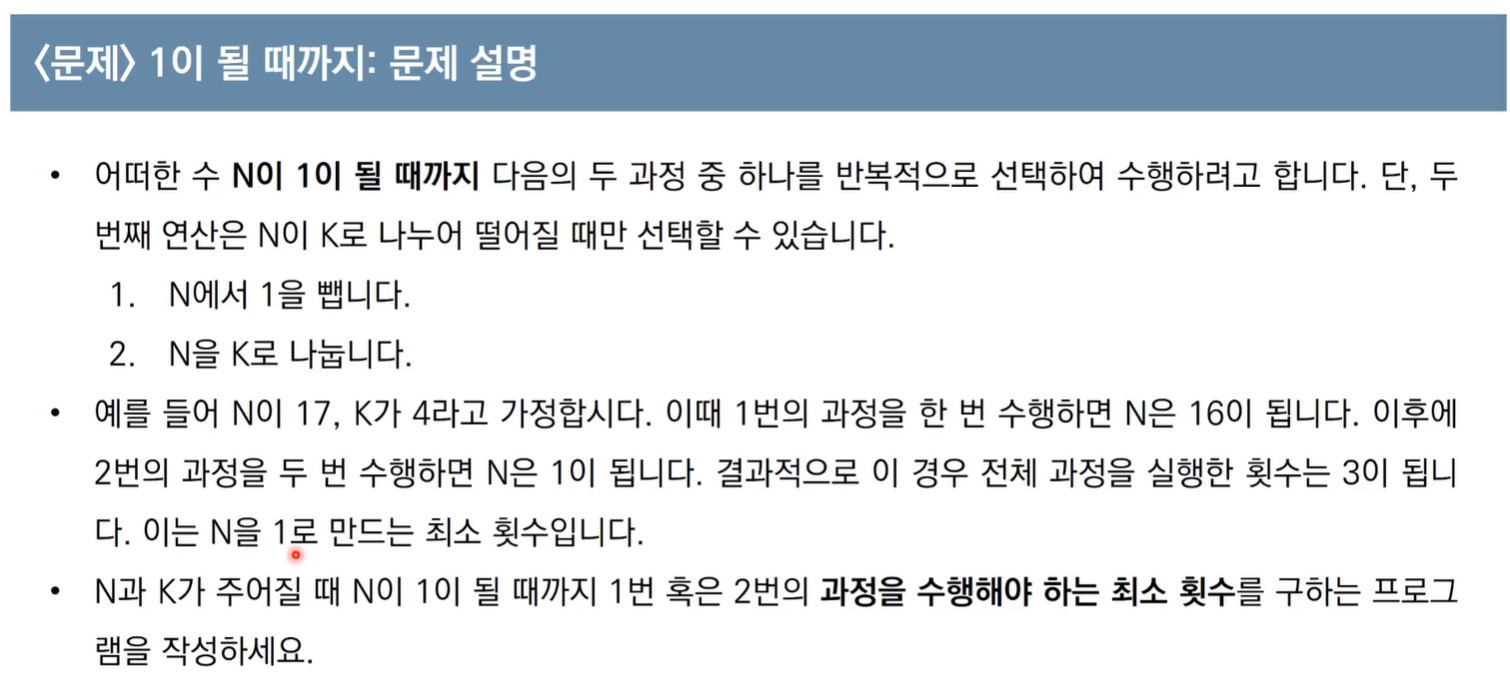 〈문제〉 1이 될 때까지: 문제 설명
• 어떠한 수 N이 1이 될 때까지 다음의 두 과정 중 하나를 반복적으로 선택하여 수행하려고 합니다. 단, 두
번째 연산은 N이 K로 나누어 떨어질 때만 선택할 수 있습니다.
1. N에서 1을 뺍니다.
2. N을 K로 나눕니다.
• 예를 들어 N이 17, K가 4라고 가정합시다. 이때 1번의 과정을 한 번 수행하면 N은 16이 됩니다. 이후에
2번의 과정을 두 번 수행하면 N은 1이 됩니다. 결과적으로 이 경우 전체 과정을 실행한 횟수는 3이 됩니
다. 이는 N을 1로 만드는 최소 횟수입니다.
• N과 K가 주어질 때 N이 1이 될 때까지 1번 혹은 2번의 과정을 수행해야 하는 최소 횟수를 구하는 프로그
램을 작성하세요.